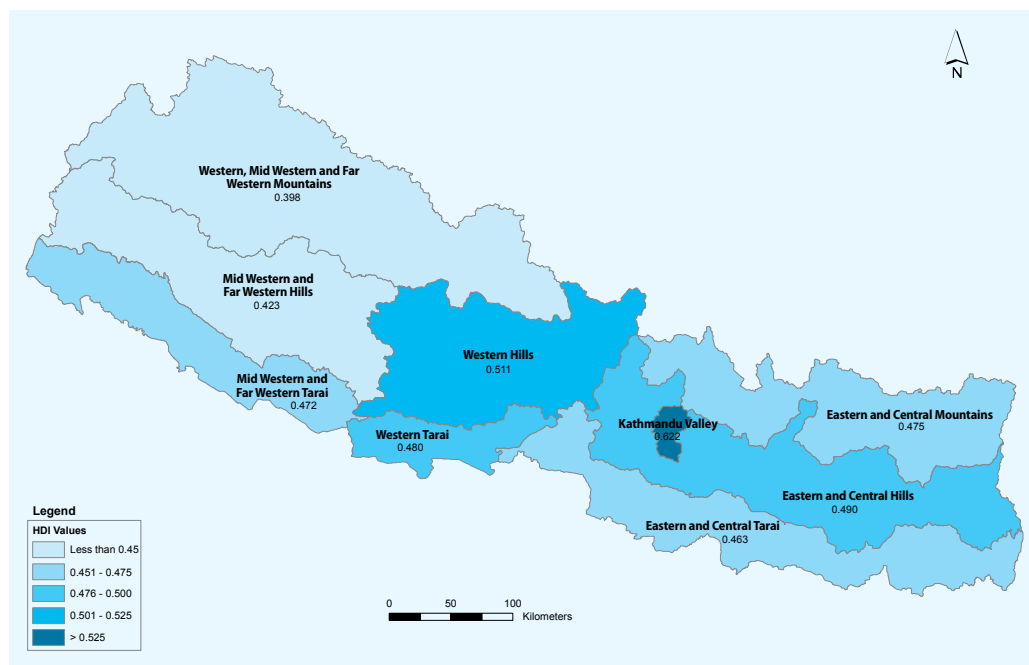 N
Western, Mid Western and Far
Western Mountains
0.398
Mid Western and
Far Western Hills
0.423
Western Hills
0.511
Mid Western and
Far Western Tarai
0.472
Western Tarai
0.480
Kathmandu Valley
0.622
Eastern and Central Mountains
0.475
Eastern and Central Hills
0.490
Eastern and Central Tarai
0.463
Legend
HDI Values
Less than 0.45
0.451 - 0.475
0.476 - 0.500
0.501 - 0.525
> 0.525
0 50 100
Kilometers